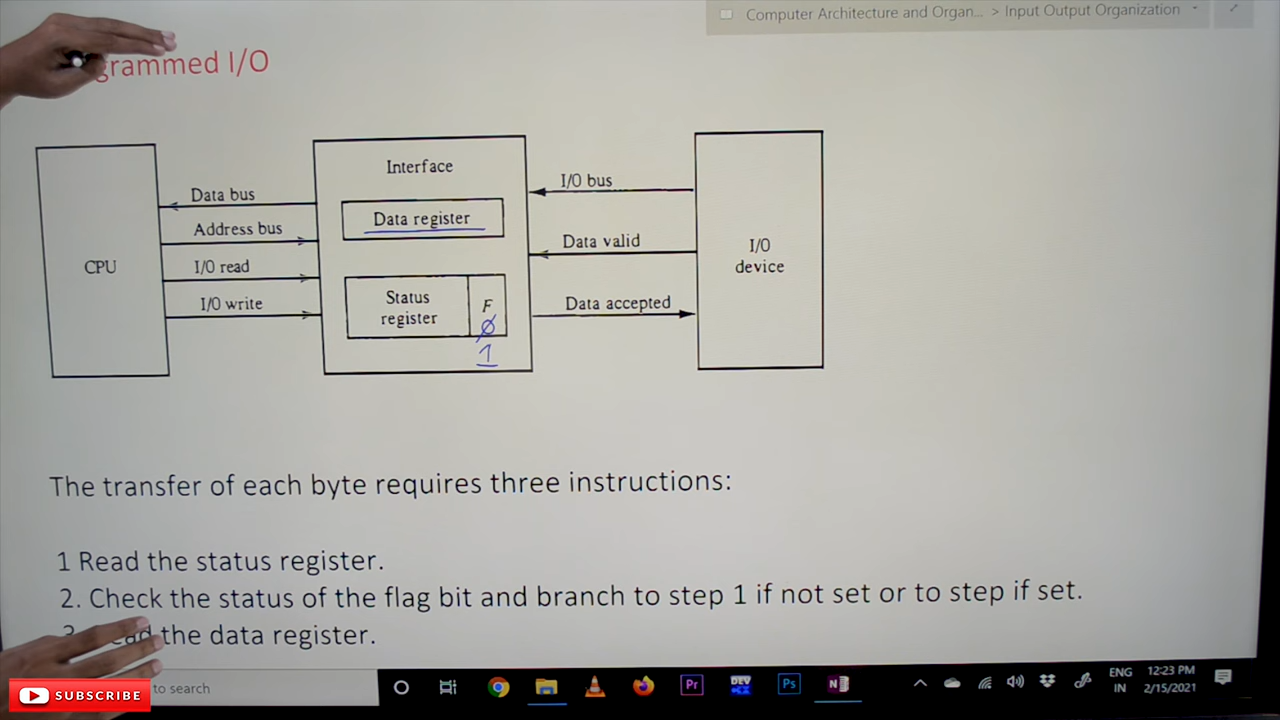 Computer Architecture and Organ... > Input Output Organization
grammed I/O
Interface
Data bus
I/O bus
Data register
Address bus
Data valid
I/O
device
CPU
I/O read
Status
register
F
0
1
I/O write
Data accepted
The transfer of each byte requires three instructions:
1 Read the status register.
2. Check the status of the flag bit and branch to step 1 if not set or to step if set.
the data register.
to search
Pr
DEV
Ps
N
ENG
IN
12:23 PM
2/15/2021
SUBSCRIBE